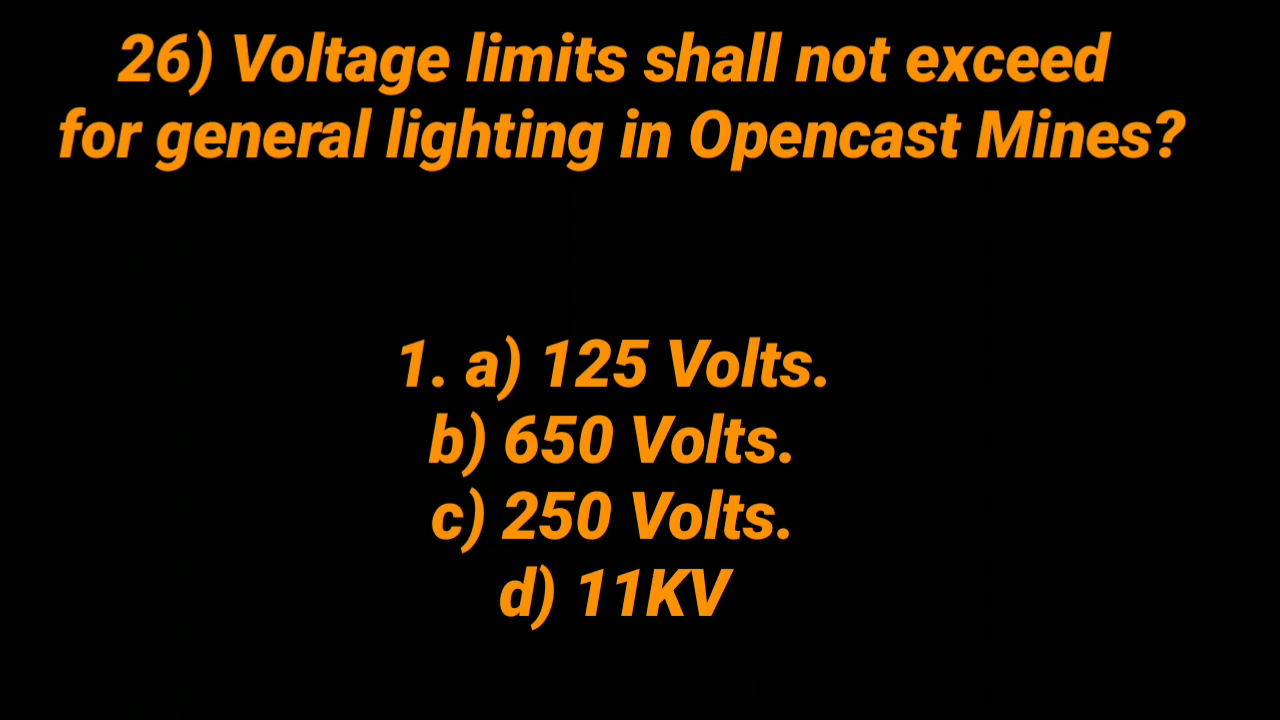 26) Voltage limits shall not exceed
for general lighting in Opencast Mines?
1. a) 125 Volts.
b) 650 Volts.
c) 250 Volts.
d) 11KV